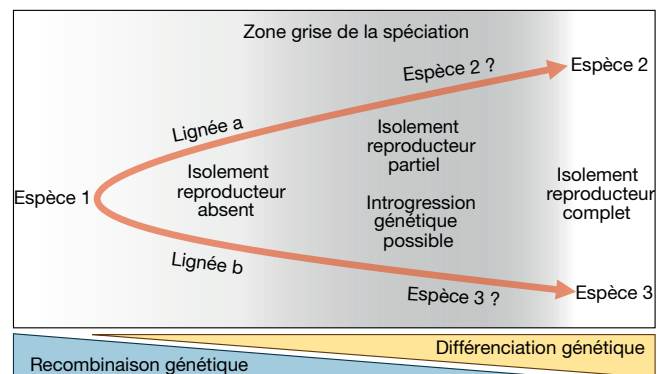 Zone grise de la spéciation
Espèce 2 ?
Espèce 2
Lignée a
Isolement
reproducteur
partiel
Isolement
reproducteur
absent
Isolement
reproducteur
complet
Espèce 1
Introgression
génétique
possible
Lignée b
Espèce 3 ?
Espèce 3
Différenciation génétique
Recombinaison génétique